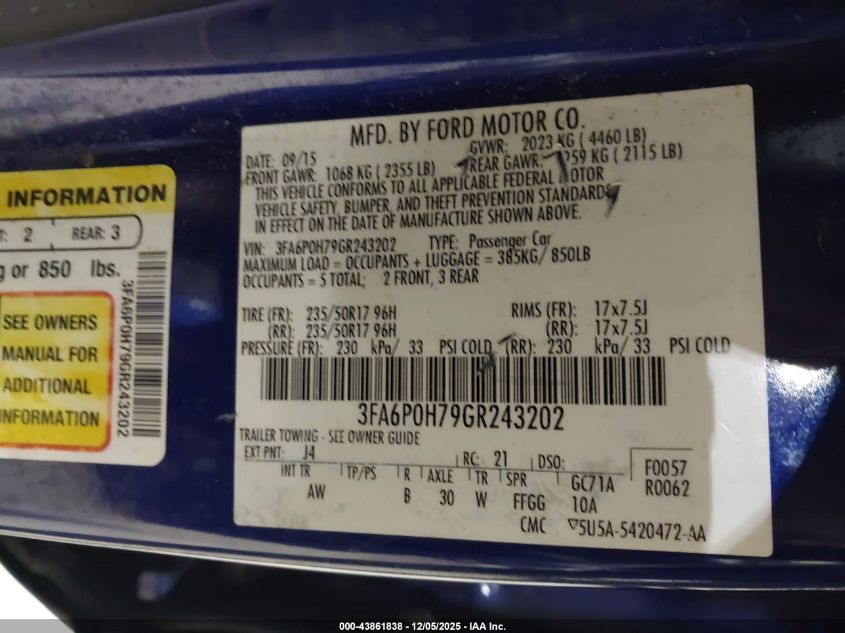 INFORMATION
T: 2 REAR: 3
g or 850 lbs.
SEE OWNERS
MANUAL FOR
ADDITIONAL
INFORMATION
3FA6P0H79GR243202
MFD. BY FORD MOTOR CO.
DATE: 09/15 GVWR: 2023 KG ( 4460 LB)
FRONT GAWR: 1068 KG ( 2355 LB) REAR GAWR: 959 KG ( 2115 LB)
THIS VEHICLE CONFORMS TO ALL APPLICABLE FEDERAL MOTOR
VEHICLE SAFETY, BUMPER, AND THEFT PREVENTION STANDARDS
IN EFFECT ON THE DATE OF MANUFACTURE SHOWN ABOVE.
VIN: 3FA6P0H79GR243202 TYPE: Passenger Car
MAXIMUM LOAD = OCCUPANTS + LUGGAGE = 385KG/ 850LB
OCCUPANTS = 5 TOTAL; 2 FRONT, 3 REAR
TIRE (FR): 235/50R17 96H RIMS (FR): 17x7.5J
(RR): 235/50R17 96H (RR): 17x7.5J
PRESSURE (FR): 230 kPa/ 33 PSI COLD (RR): 230 kPa/ 33 PSI COLD
3FA6P0H79GR243202
TRAILER TOWING - SEE OWNER GUIDE
EXT PNT: J4 RC: 21 DSO: F0057
INT TR TP/PS R AXLE TR SPR GC71A R0062
AW B 30 W FFGG 10A
CMC ▽5U5A-5420472-AA
000-43861838 - 12/05/2025 - IAA Inc.